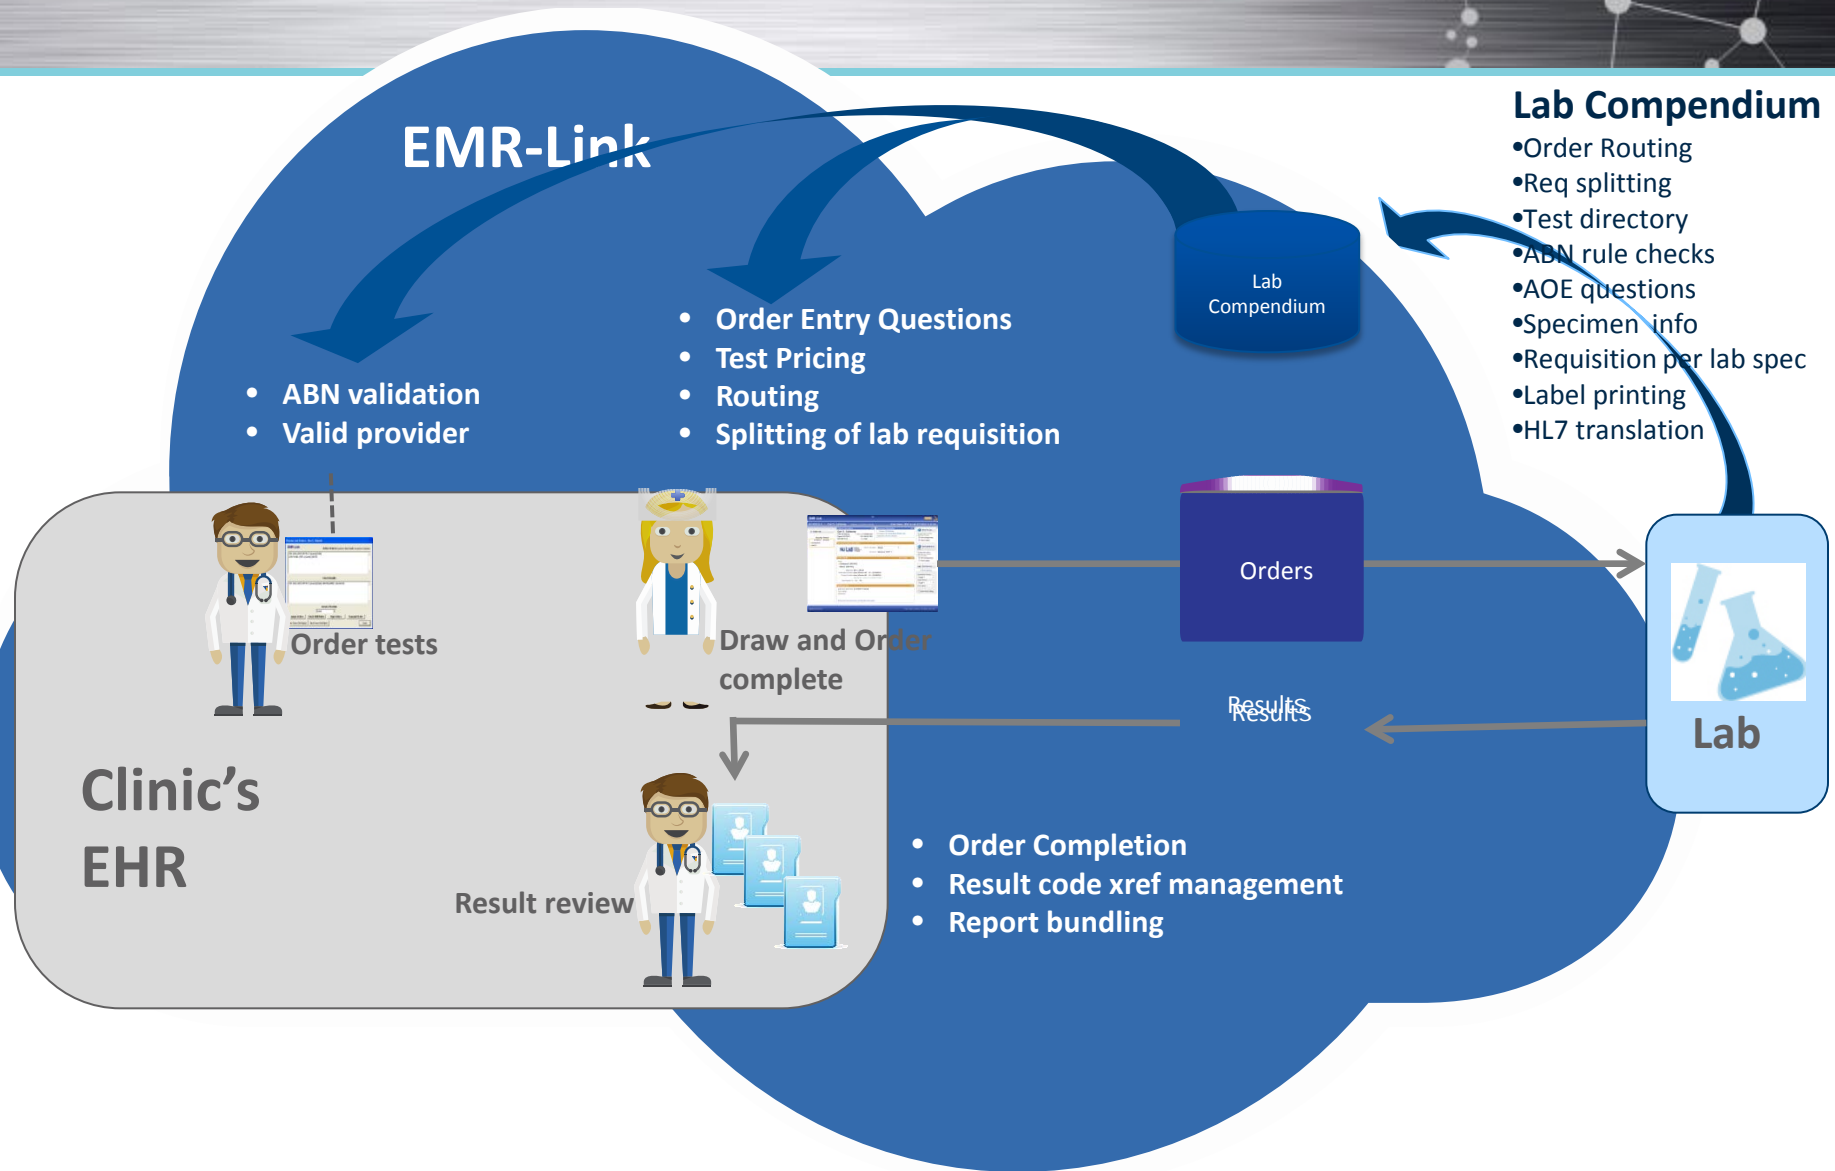 EMR-Link
Lab Compendium
•Order Routing
•Req splitting
•Test directory
•ABN rule checks
•AOE questions
•Specimen info
•Requisition per lab spec
•Label printing
•HL7 translation
Lab
Compendium
• Order Entry Questions
• Test Pricing
• Routing
• Splitting of lab requisition
• ABN validation
• Valid provider
Order tests
Draw and Order
complete
Orders
Results
Results
Lab
Clinic’s
EHR
Result review
• Order Completion
• Result code xref management
• Report bundling